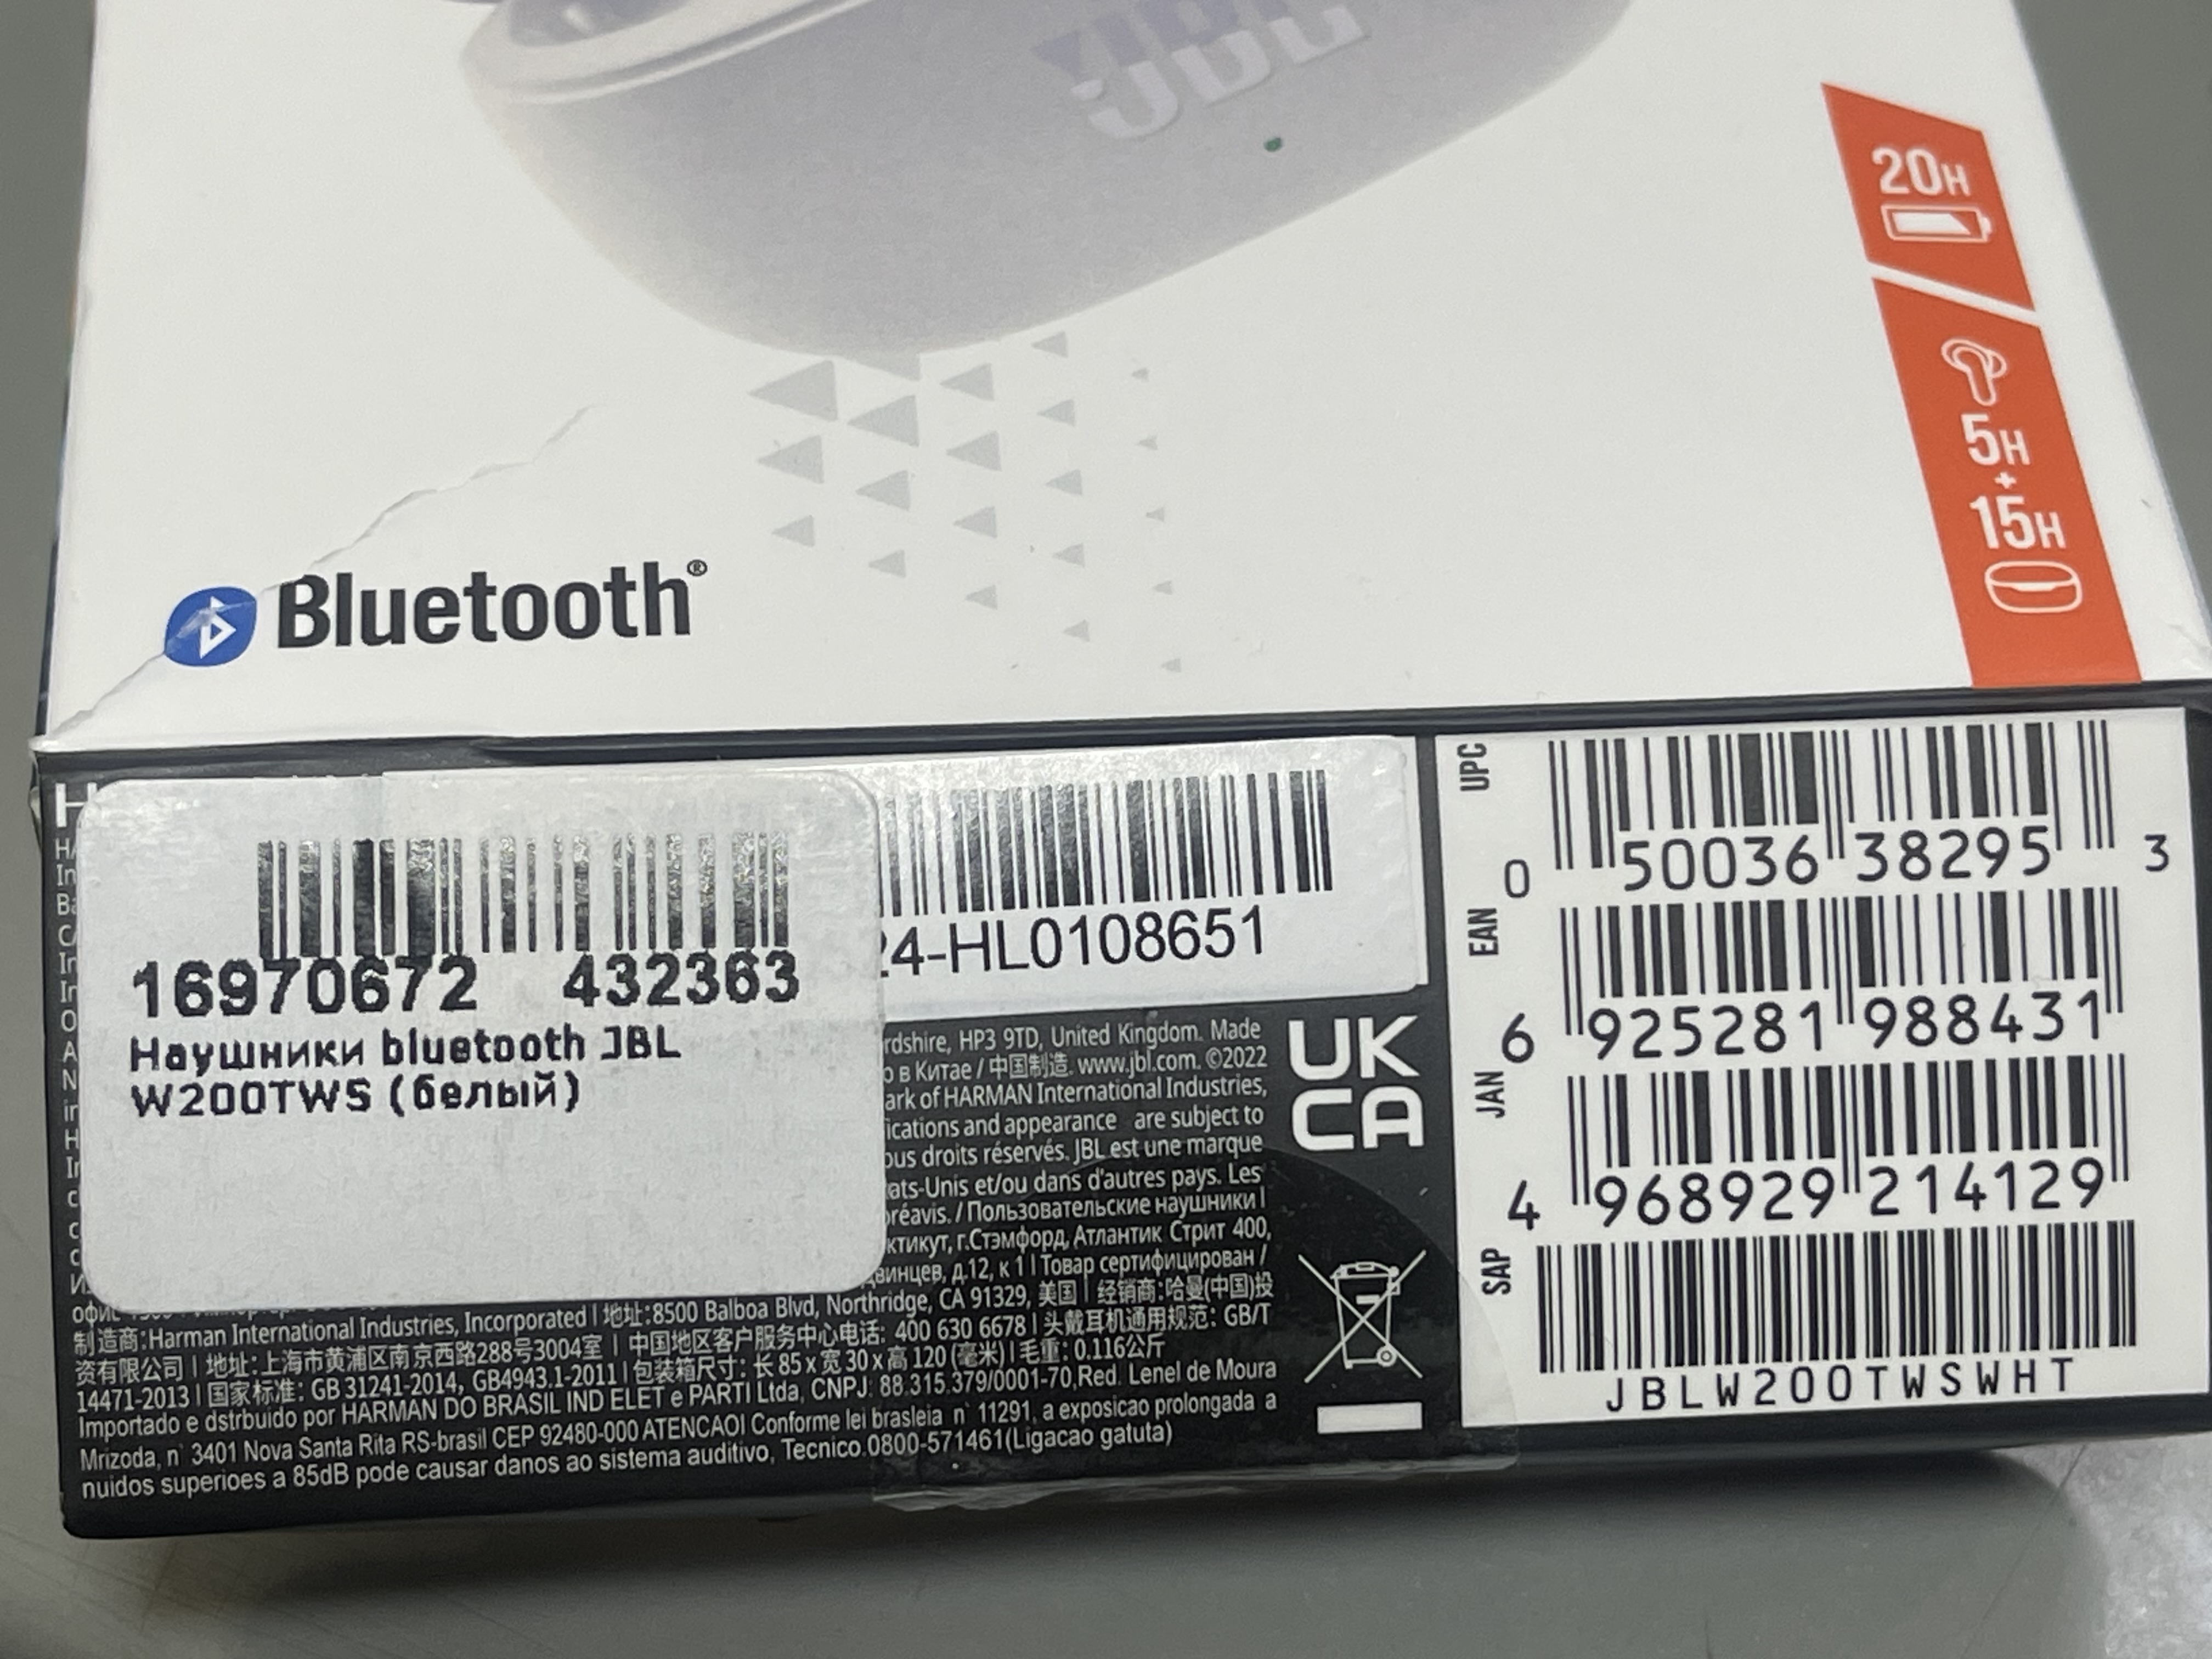 JBL
20H
5H
+
15H
Bluetooth®
16970672 432363
Наушники bluetooth JBL
W200TWS (белый)
24-HL0108651
UPC
0 50036 38295 3
EAN
6 925281 988431
JAN
4 968929 214129
SAP
JBLW200TWSWHT
UK
CA
HP3 9TD, United Kingdom. Made
в Китае / 中国制造. www.jbl.com. ©2022
of HARMAN International Industries,
and appearance are subject to
droits réservés. JBL est une marque
et/ou dans d'autres pays. Les
/ Пользовательские наушники |
г.Стэмфорд, Атлантик Стрит 400,
д.12, к 1 | Товар сертифицирован /
制造商:Harman International Industries, Incorporated | 地址:8500 Balboa Blvd, Northridge, CA 91329, 美国 | 经销商:哈曼(中国)投
资有限公司 | 地址:上海市黄浦区南京西路288号3004室 | 中国地区客户服务中心电话: 400 630 6678 | 头戴耳机通用规范: GB/T
14471-2013 | 国家标准: GB 31241-2014, GB4943.1-2011 | 包装箱尺寸: 长 85 x 宽 30 x 高 120 (毫米) | 毛重: 0.116公斤
Importado e dstrbuido por HARMAN DO BRASIL IND ELET e PARTI Ltda, CNPJ: 88.315.379/0001-70,Red. Lenel de Moura
Mrizoda, n° 3401 Nova Santa Rita RS-brasil CEP 92480-000 ATENCAOI Conforme lei brasleia n° 11291, a exposicao prolongada a
nuidos superioes a 85dB pode causar danos ao sistema auditivo, Tecnico.0800-571461(Ligacao gatuta)